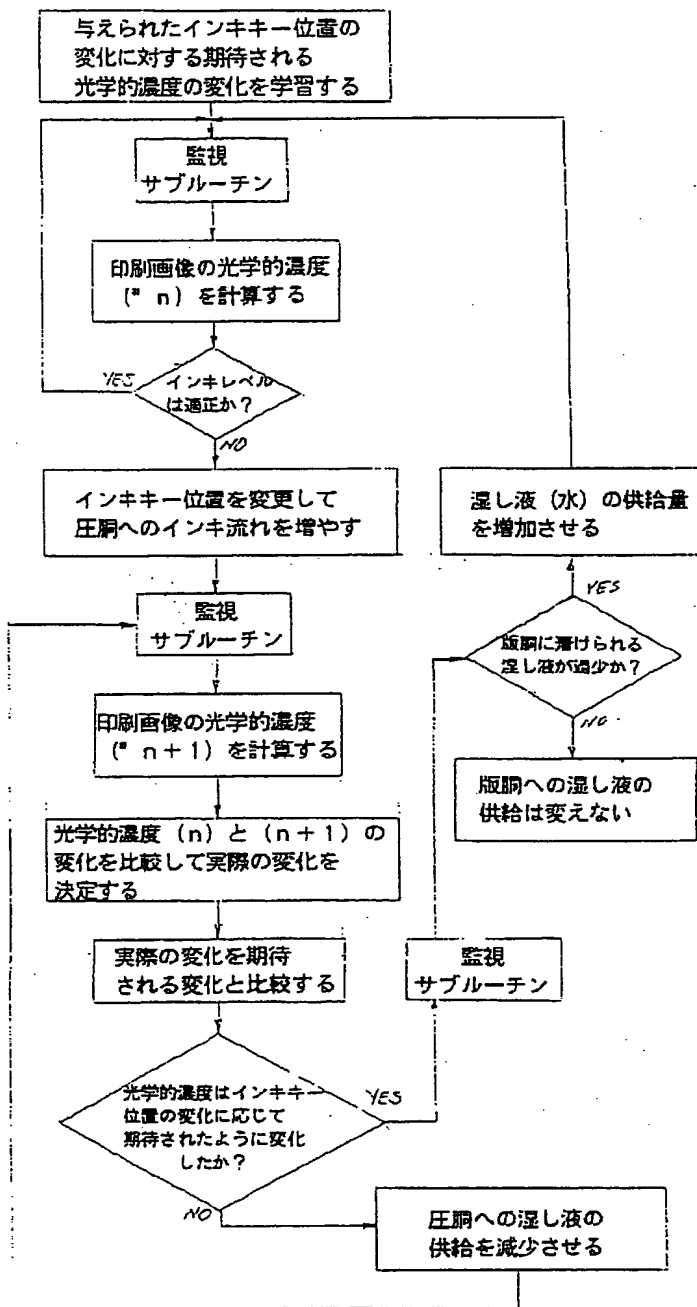 与えられたインキキー位置の
変化に対する期待される
光学的濃度の変化を学習する
監視
サブルーチン
印刷画像の光学的濃度
(# n) を計算する
YES
インキレベル
は適正か?
NO
インキキー位置を変更して
圧胴へのインキ流れを増やす
湿し液 (水) の供給量
を増加させる
YES
版胴に着けられる
湿し液が過少か?
NO.
版胴への湿し液の
供給は変えない
監視
サブルーチン
印刷画像の光学的濃度
(# n+1) を計算する
光学的濃度 (n) と (n+1) の
変化を比較して実際の変化を
決定する
実際の変化を期待
される変化と比較する
監視
サブルーチン
光学的濃度はインキキー
位置の変化に応じて
期待されたように変化
したか?
YES
NO
圧胴への湿し液の
供給を減少させる